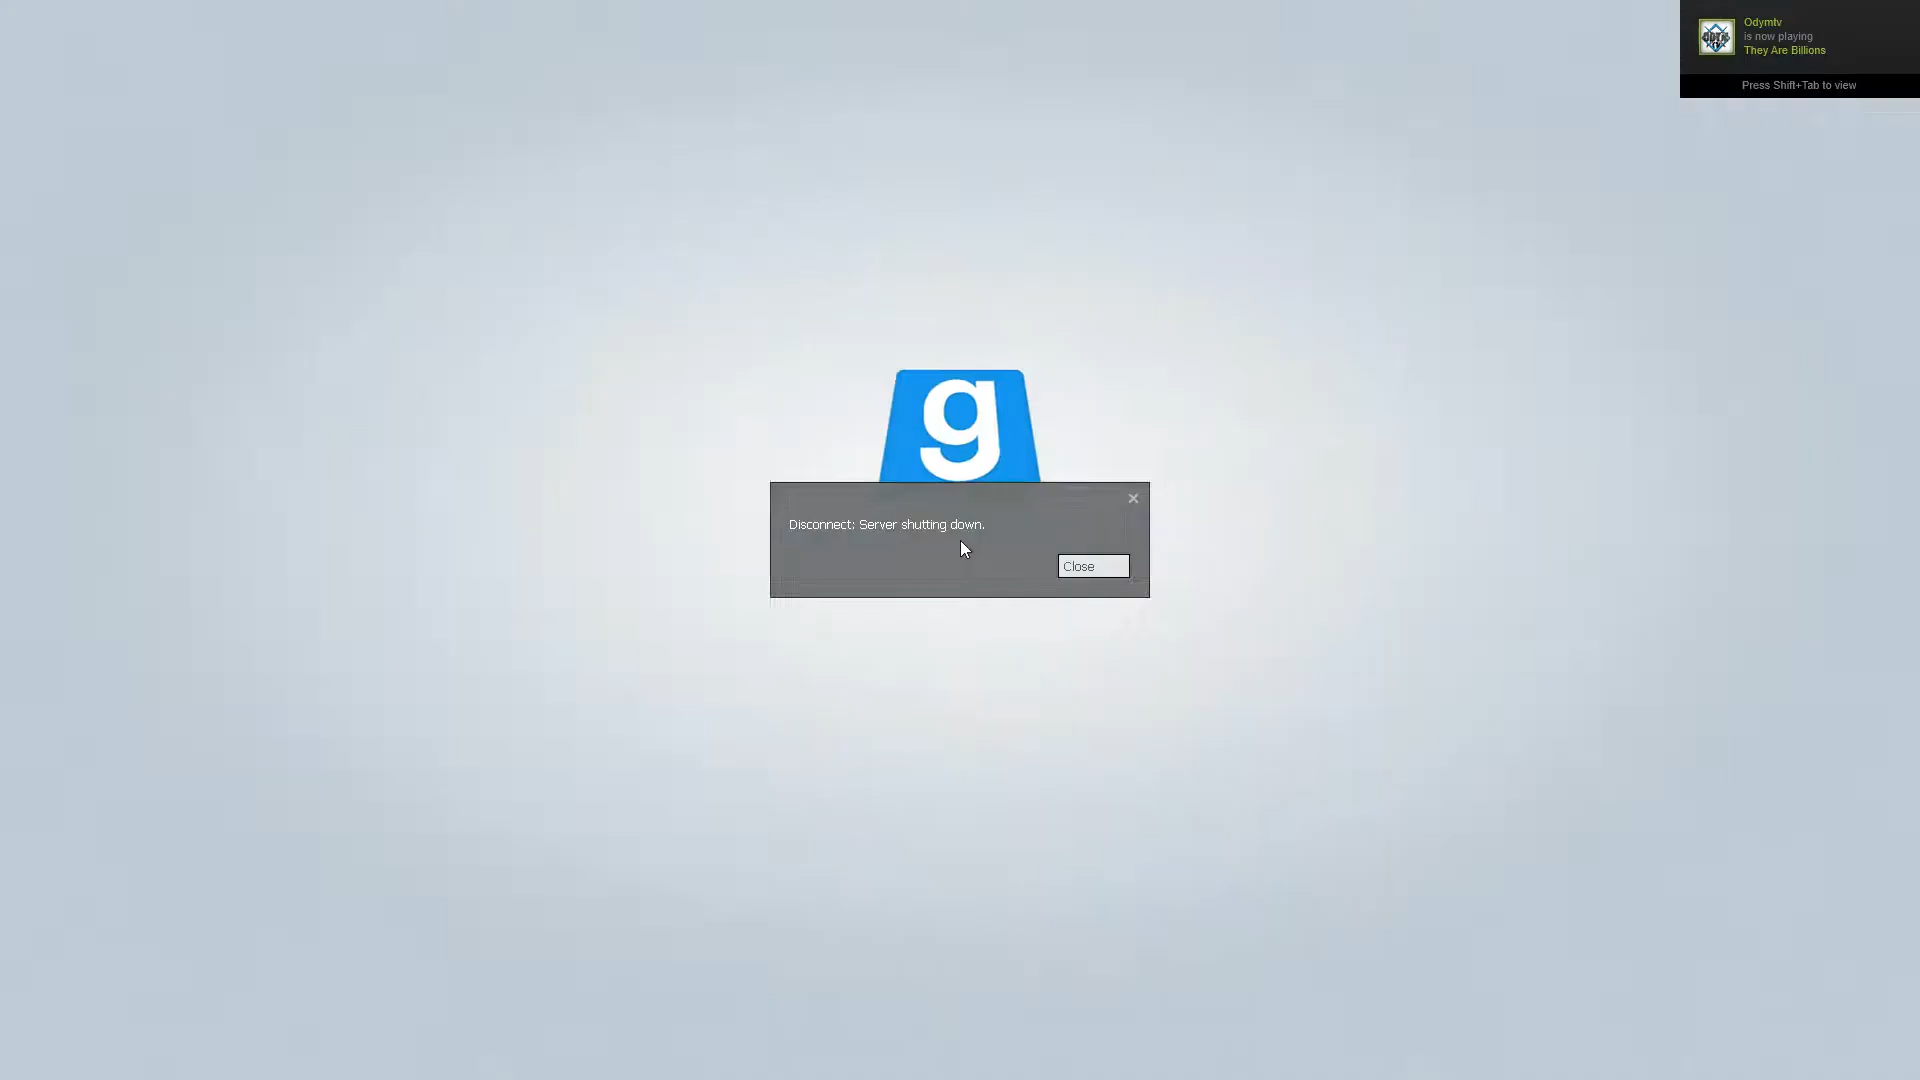 Odymtv
is now playing
They Are Billions
Press Shift+Tab to view
g
Disconnect: Server shutting down.
Close